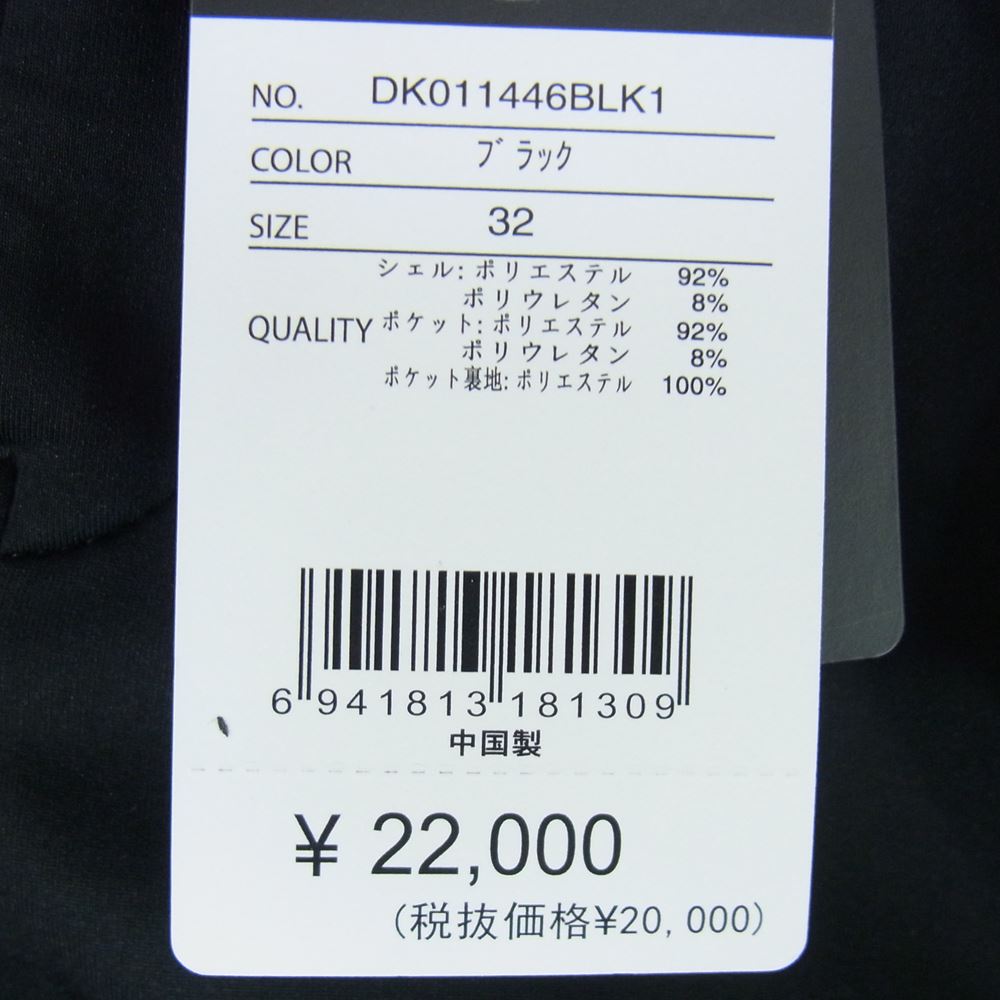 NO. DK011446BLK1
COLOR ブラック
SIZE 32
シェル: ポリエステル 92%
ポリウレタン 8%
QUALITY ポケット: ポリエステル 92%
ポリウレタン 8%
ポケット裏地: ポリエステル 100%
6 941813 181309
中国製
¥ 22,000
(税抜価格¥20,000)